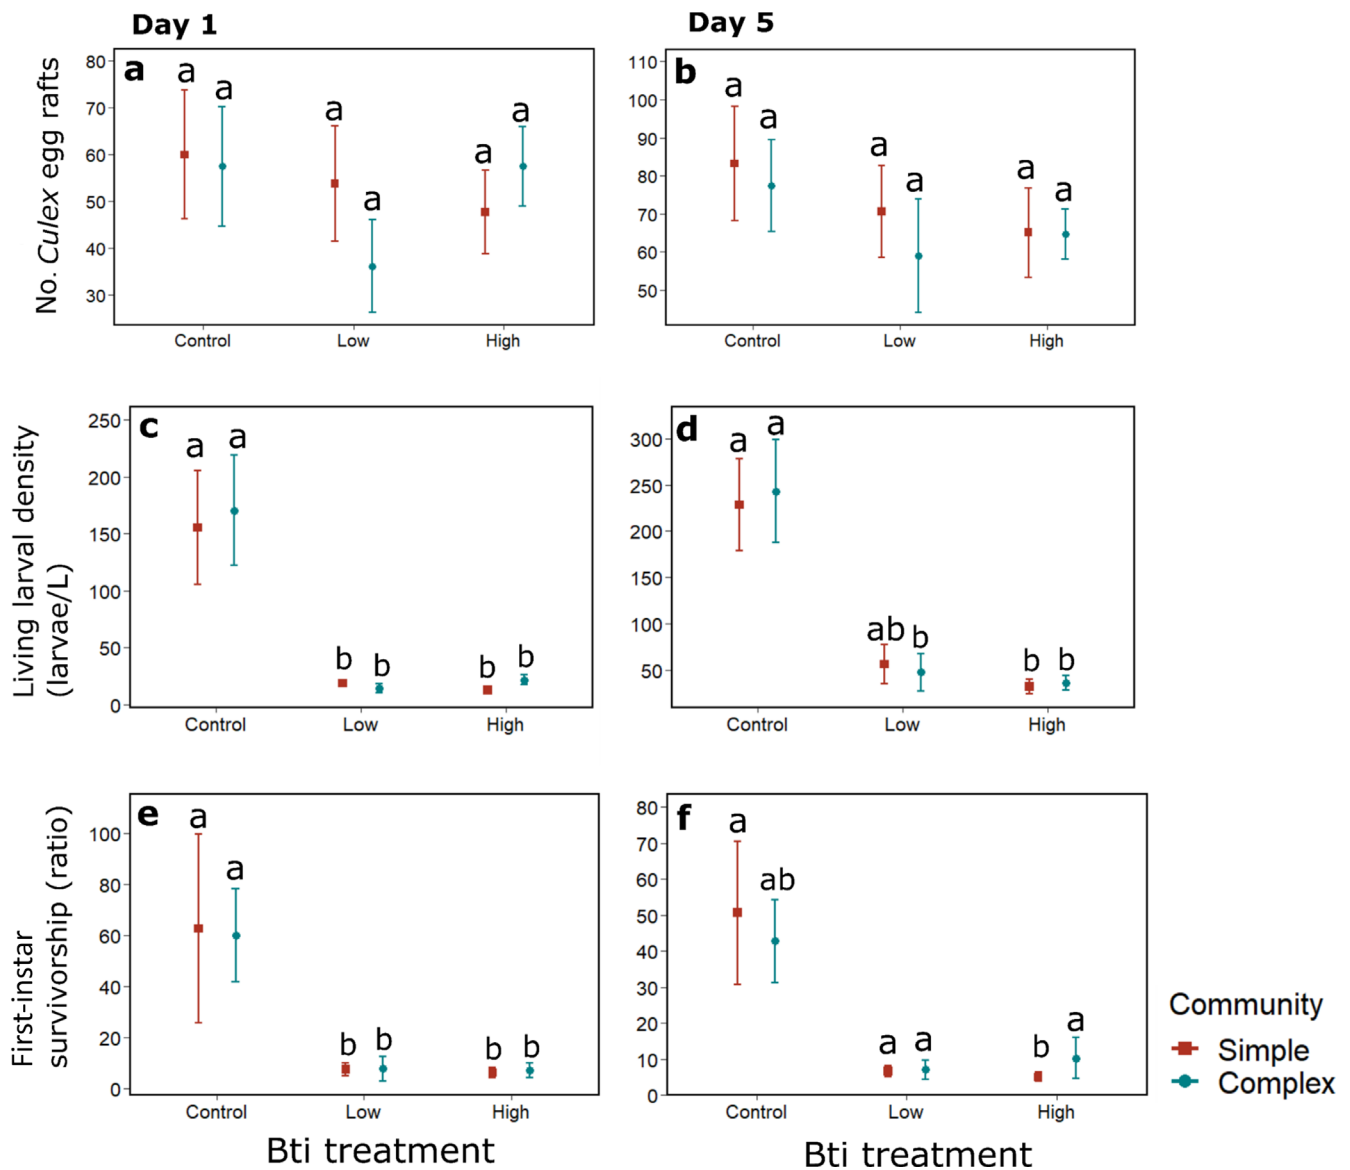 Day 1
Day 5
No. Culex egg rafts
a
80
70
60
50
40
30
a
a
a
a
a
a
Control
Low
High
b
110
100
90
80
70
60
50
a
a
a
a
a
a
Control
Low
High
Living larval density
(larvae/L)
c
250
200
150
100
50
0
a
a
b
b
b
b
Control
Low
High
d
300
250
200
150
100
50
a
a
ab
b
b
b
Control
Low
High
First-instar
survivorship (ratio)
e
100
80
60
40
20
0
a
a
b
b
b
b
Control
Low
High
Bti treatment
f
80
70
60
50
40
30
20
10
0
a
ab
a
a
b
a
Control
Low
High
Bti treatment
Community
Simple
Complex